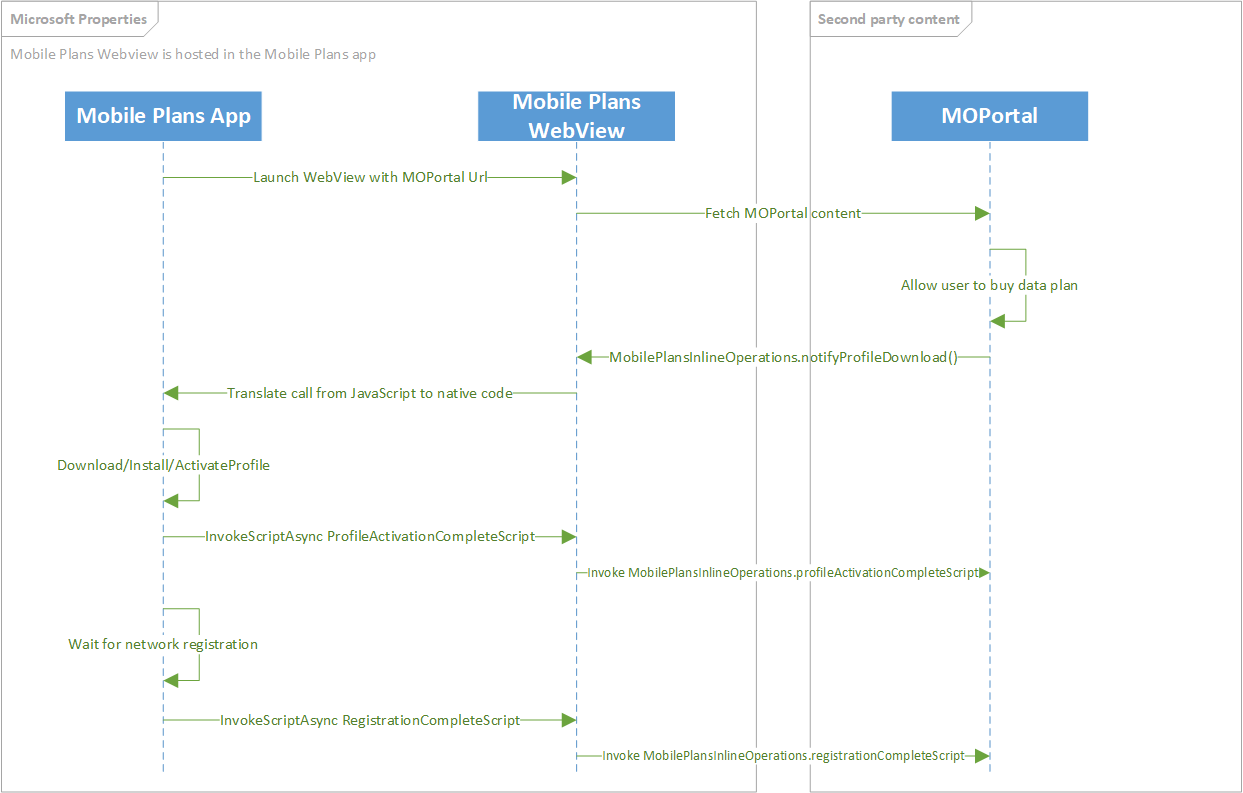 Microsoft Properties
Second party content
Mobile Plans Webview is hosted in the Mobile Plans app
Mobile Plans App
Mobile Plans
WebView
MOPortal
Launch WebView with MOPortal Url
Fetch MOPortal content
Allow user to buy data plan
MobilePlansInlineOperations.notifyProfileDownload()
Translate call from JavaScript to native code
Download/Install/ActivateProfile
InvokeScriptAsync ProfileActivationCompleteScript
Invoke MobilePlansInlineOperations.profileActivationCompleteScript
Wait for network registration
InvokeScriptAsync RegistrationCompleteScript
Invoke MobilePlansInlineOperations.registrationCompleteScript